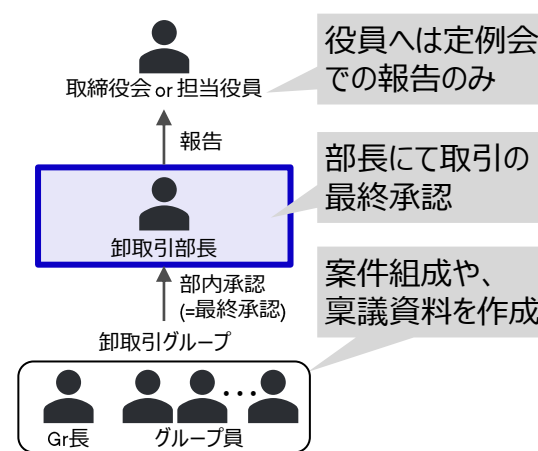 役員へは定例会
での報告のみ
取締役会 or 担当役員
報告
部長にて取引の
最終承認
卸取引部長
部内承認
(=最終承認)
案件組成や、
稟議資料を作成
卸取引グループ
…
Gr長
グループ員